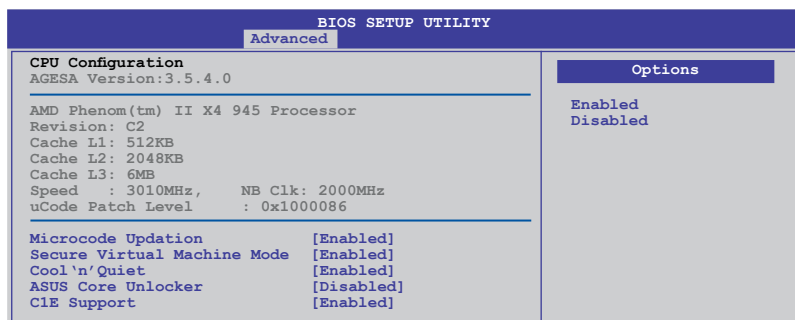 BIOS SETUP UTILITY
Advanced
CPU Configuration
AGESA Version:3.5.4.0
AMD Phenom(tm) II X4 945 Processor
Revision: C2
Cache L1: 512KB
Cache L2: 2048KB
Cache L3: 6MB
Speed : 3010MHz, NB Clk: 2000MHz
uCode Patch Level : 0x1000086
Microcode Updation [Enabled]
Secure Virtual Machine Mode [Enabled]
Cool‘n’Quiet [Enabled]
ASUS Core Unlocker [Disabled]
C1E Support [Enabled]
Options
Enabled
Disabled